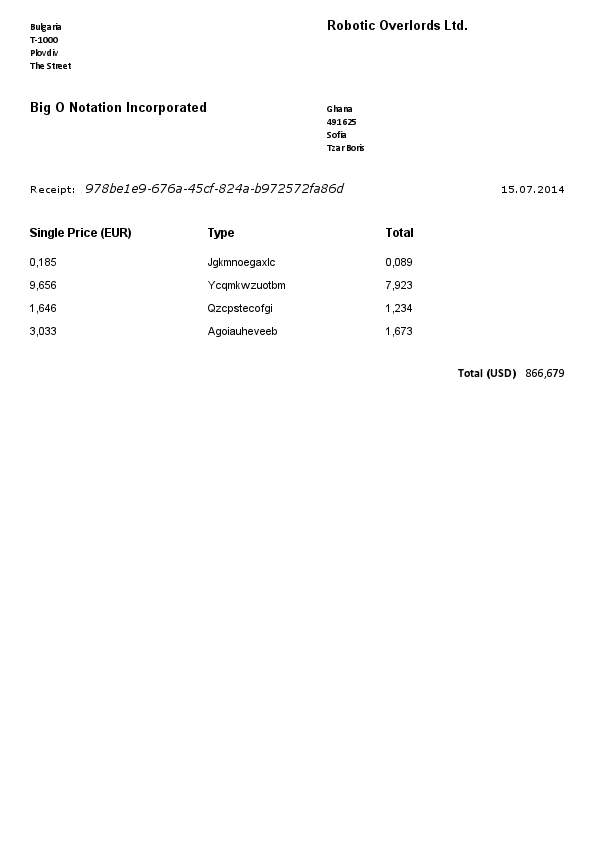 Bulgaria
T-1000
Plovdiv
The Street
Robotic Overlords Ltd.
Big O Notation Incorporated
Ghana
491625
Sofia
Tzar Boris
Receipt: 978be1e9-676a-45cf-824a-b972572fa86d 15.07.2014
Single Price (EUR) Type Total
0,185 Jgkmnoegaxlc 0,089
9,656 Ycqmkwzuotbm 7,923
1,646 Qzcpstecofgi 1,234
3,033 Agoiauheveeb 1,673
Total (USD) 866,679